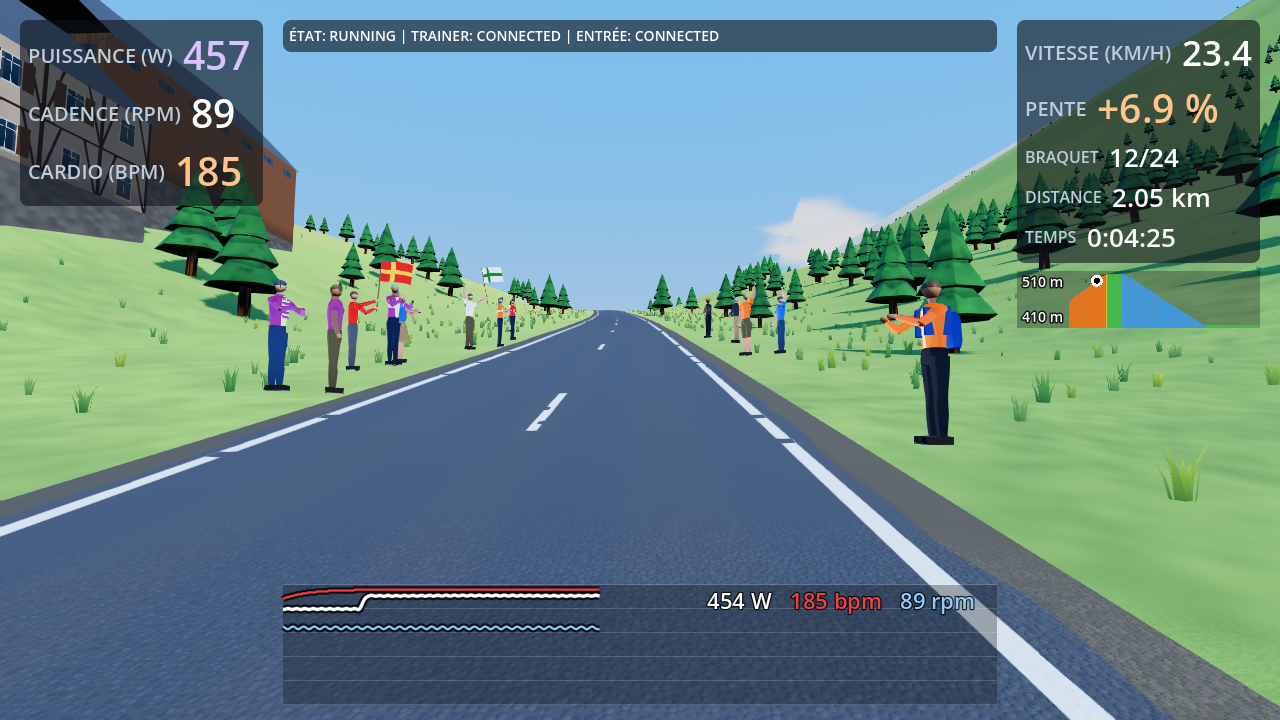 PUISSANCE (W) 457
CADENCE (RPM) 89
CARDIO (BPM) 185
ÉTAT: RUNNING | TRAINER: CONNECTED | ENTRÉE: CONNECTED
VITESSE (KM/H) 23.4
PENTE +6.9 %
BRAQUET 12/24
DISTANCE 2.05 km
TEMPS 0:04:25
510 m
410 m
454 W 185 bpm 89 rpm